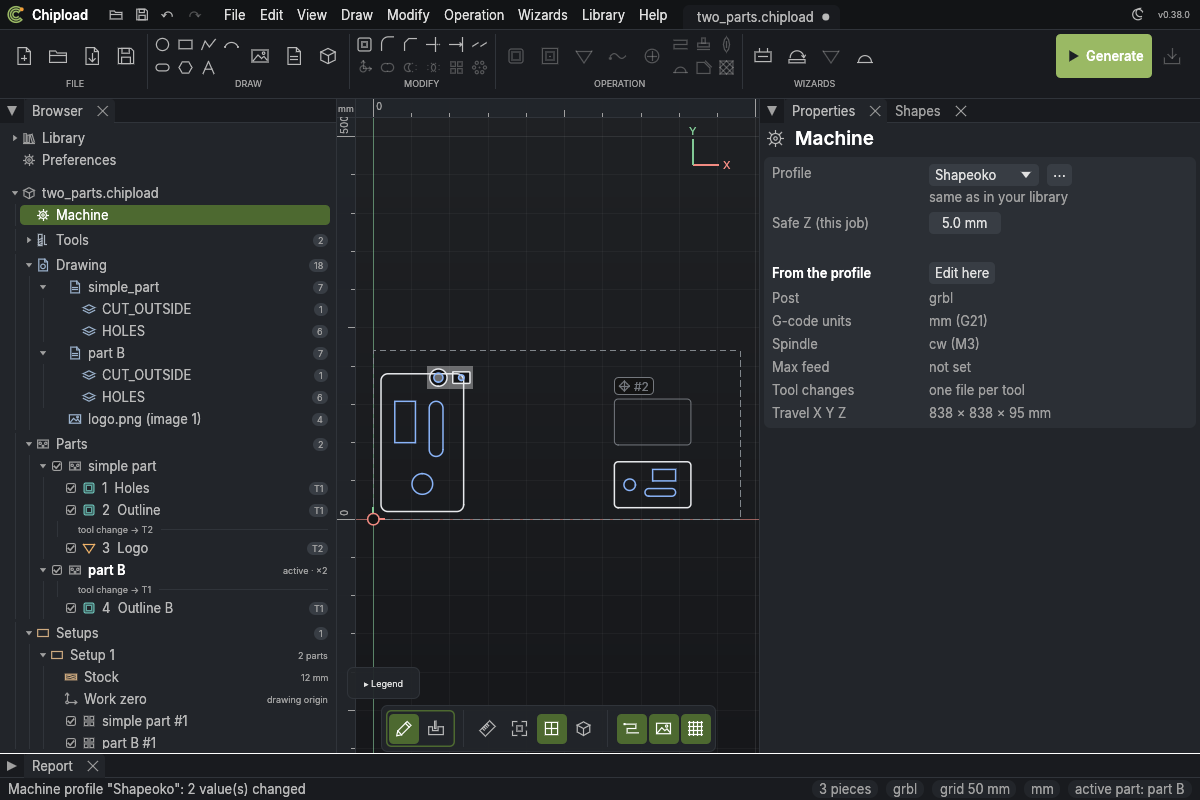 Chipload
File Edit View Draw Modify Operation Wizards Library Help
two_parts.chipload
v0.38.0
FILE
DRAW
MODIFY
OPERATION
WIZARDS
Generate
Browser
Library
Preferences
two_parts.chipload
Machine
Tools 2
Drawing 18
simple_part 7
CUT_OUTSIDE 1
HOLES 6
part B 7
CUT_OUTSIDE 1
HOLES 6
logo.png (image 1) 4
Parts 2
simple part
1 Holes T1
2 Outline T1
tool change → T2
3 Logo T2
part B active · ×2
tool change → T1
4 Outline B T1
Setups 1
Setup 1 2 parts
Stock 12 mm
Work zero drawing origin
simple part #1
part B #1
mm
0
500
0
Y
X
#2
Legend
Properties
Shapes
Machine
Profile Shapeoko ...
same as in your library
Safe Z (this job) 5.0 mm
From the profile Edit here
Post grbl
G-code units mm (G21)
Spindle cw (M3)
Max feed not set
Tool changes one file per tool
Travel X Y Z 838 × 838 × 95 mm
Report
Machine profile "Shapeoko": 2 value(s) changed
3 pieces grbl grid 50 mm mm active part: part B